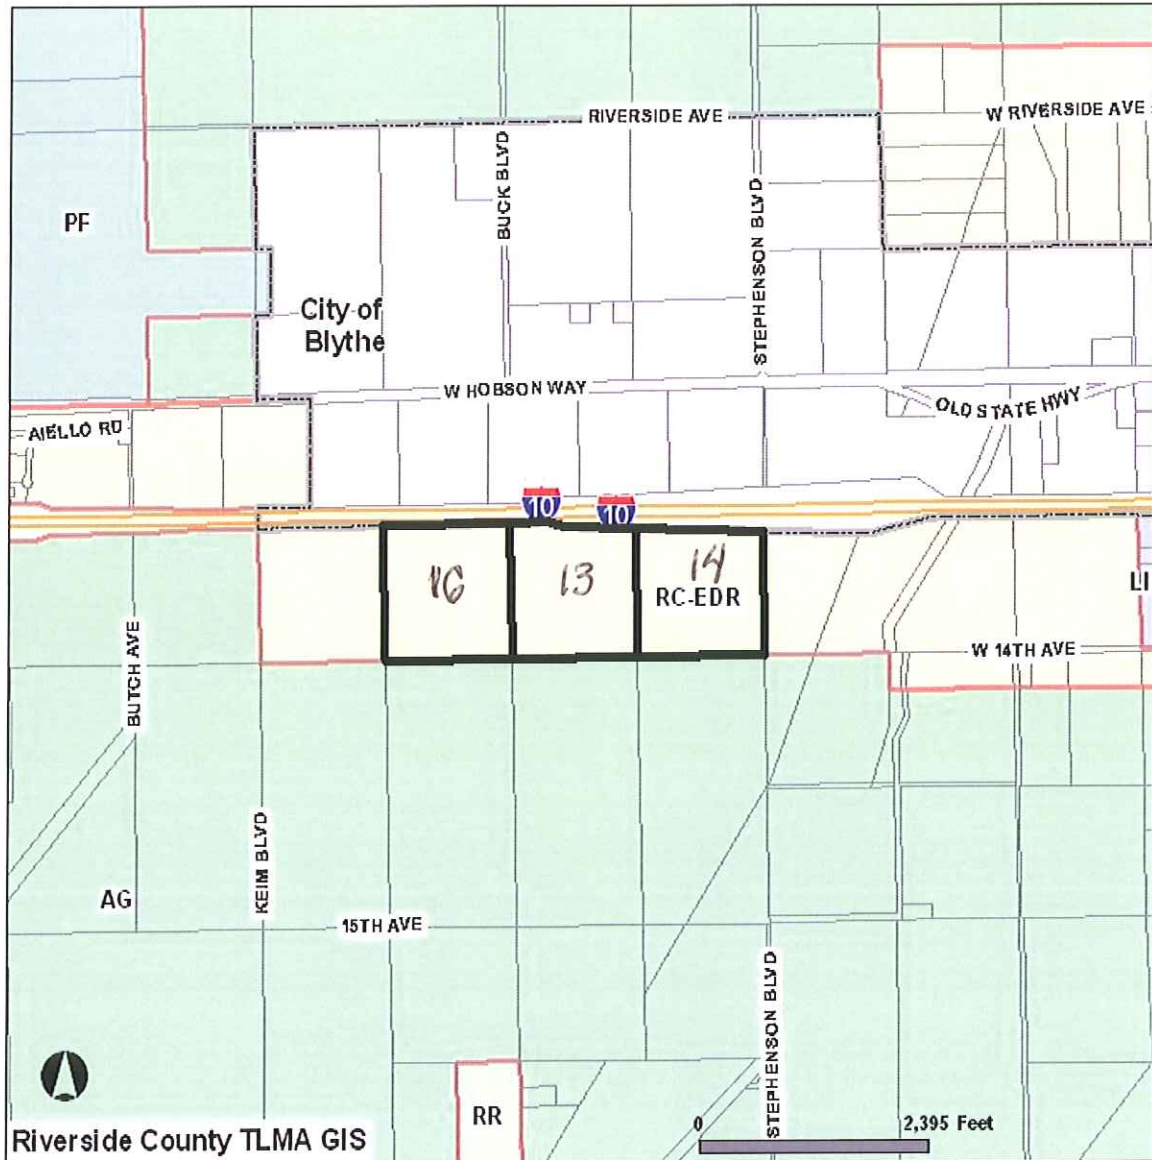 RIVERSIDE AVE
W RIVERSIDE AVE
BUCK BLVD
STEPHENSON BLVD
PF
City of
Blythe
W HOBSON WAY
OLD STATE HWY
AIELLO RD
10
10
16
13
14
RC-EDR
LI
W 14TH AVE
BUTCH AVE
KEIM BLVD
AG
15TH AVE
STEPHENSON BLVD
RR
0
2,395 Feet
Riverside County TLMA GIS